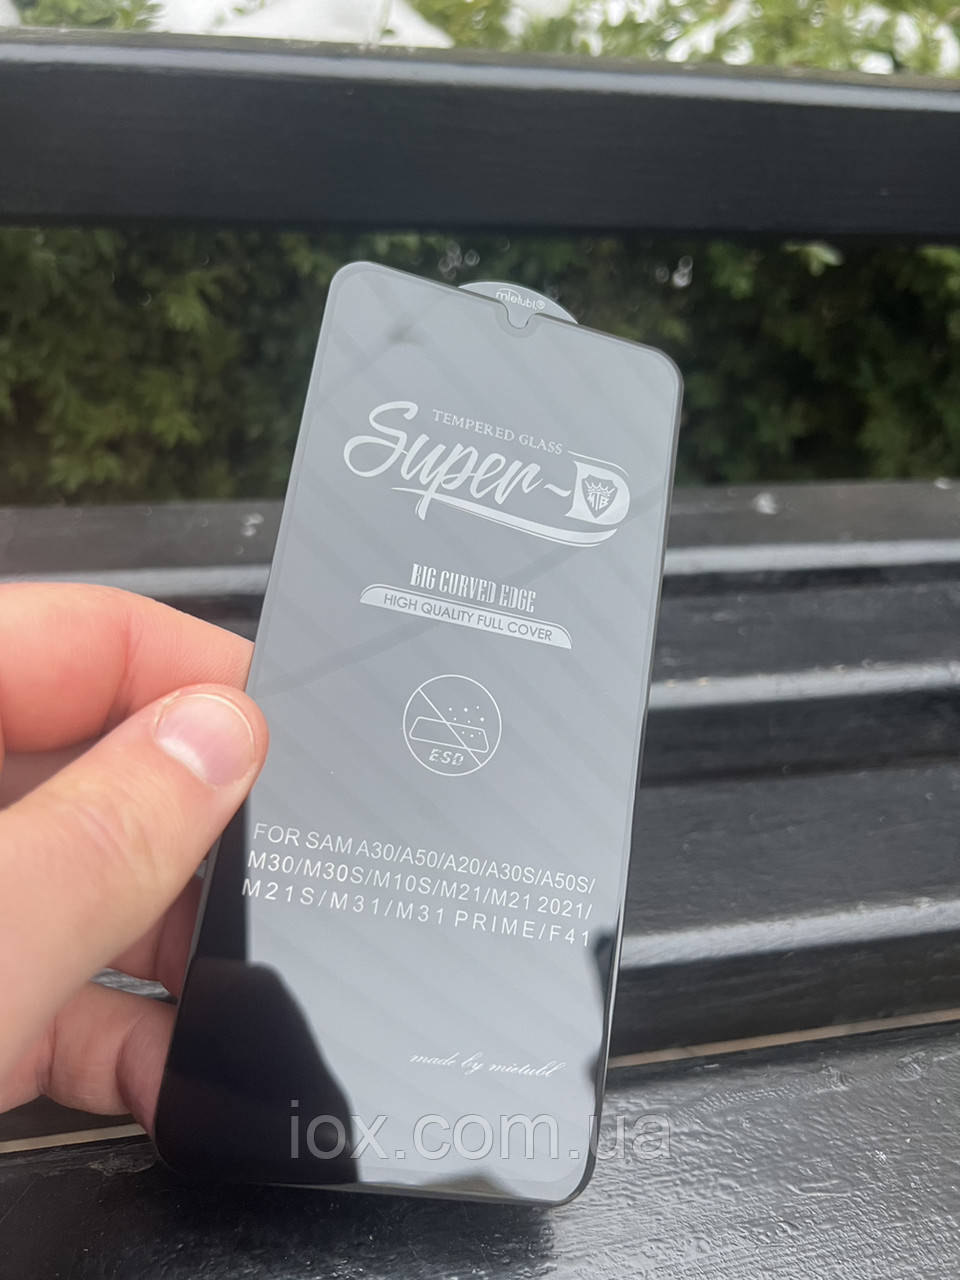 mietubl®
TEMPERED GLASS
Super-D
MTB
BIG CURVED EDGE
HIGH QUALITY FULL COVER
ESD
FOR SAM A30/A50/A20/A30S/A50S/
M30/M30S/M10S/M21/M21 2021/
M21S/M31/M31 PRIME/F41
made by mietubl
iox.com.ua